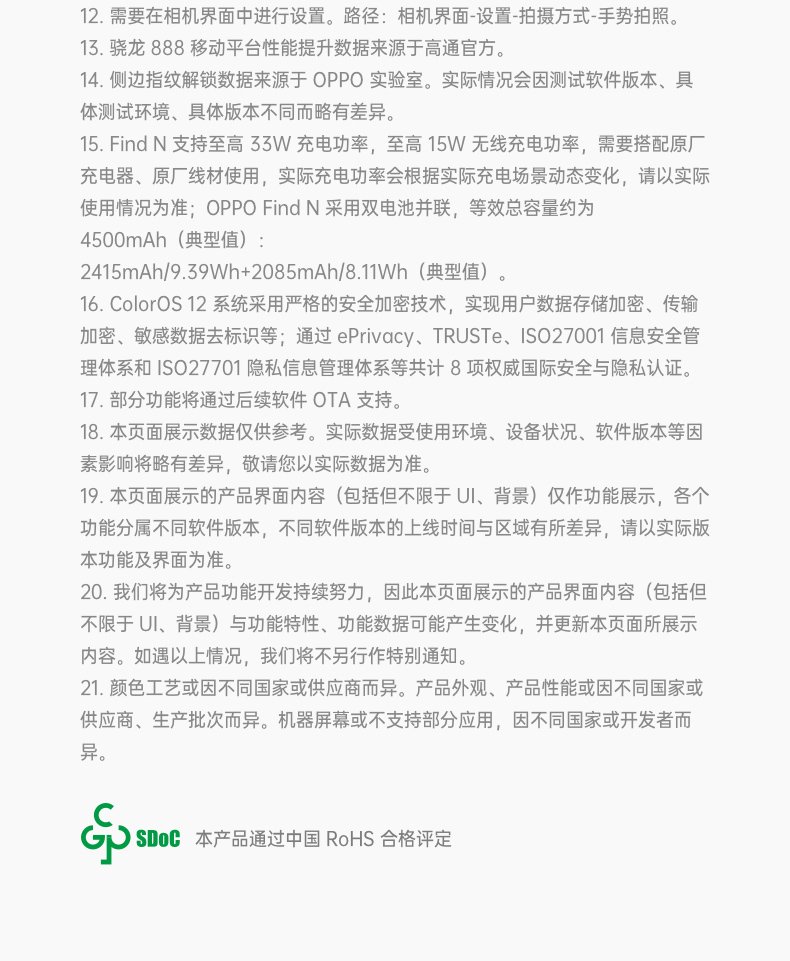 12. 需要在相机界面中进行设置。路径：相机界面-设置-拍摄方式-手势拍照。
13. 骁龙 888 移动平台性能提升数据来源于高通官方。
14. 侧边指纹解锁数据来源于 OPPO 实验室。实际情况会因测试软件版本、具
体测试环境、具体版本不同而略有差异。
15. Find N 支持至高 33W 充电功率，至高 15W 无线充电功率，需要搭配原厂
充电器、原厂线材使用，实际充电功率会根据实际充电场景动态变化，请以实际
使用情况为准；OPPO Find N 采用双电池并联，等效总容量约为
4500mAh（典型值）:
2415mAh/9.39Wh+2085mAh/8.11Wh（典型值）。
16. ColorOS 12 系统采用严格的安全加密技术，实现用户数据存储加密、传输
加密、敏感数据去标识等；通过 ePrivacy、TRUSTe、ISO27001 信息安全管
理体系和 ISO27701 隐私信息管理体系等共计 8 项权威国际安全与隐私认证。
17. 部分功能将通过后续软件 OTA 支持。
18. 本页面展示数据仅供参考。实际数据受使用环境、设备状况、软件版本等因
素影响将略有差异，敬请您以实际数据为准。
19. 本页面展示的产品界面内容（包括但不限于 UI、背景）仅作功能展示，各个
功能分属不同软件版本，不同软件版本的上线时间与区域有所差异，请以实际版
本功能及界面为准。
20. 我们将为产品功能开发持续努力，因此本页面展示的产品界面内容（包括但
不限于 UI、背景）与功能特性、功能数据可能产生变化，并更新本页面所展示
内容。如遇以上情况，我们将不另行作特别通知。
21. 颜色工艺或因不同国家或供应商而异。产品外观、产品性能或因不同国家或
供应商、生产批次而异。机器屏幕或不支持部分应用，因不同国家或开发者而
异。
CGP SDoC 本产品通过中国 RoHS 合格评定